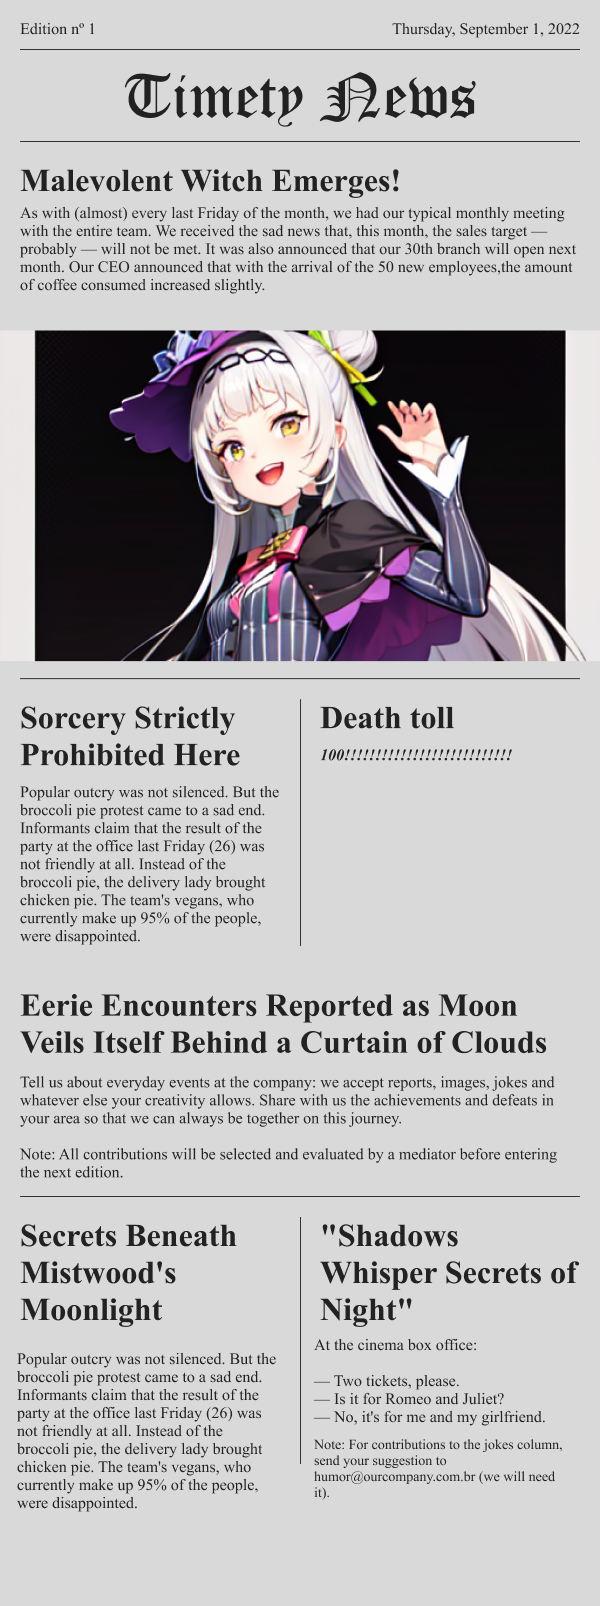 Edition nº 1
Thursday, September 1, 2022
Timety News
Malevolent Witch Emerges!
As with (almost) every last Friday of the month, we had our typical monthly meeting
with the entire team. We received the sad news that, this month, the sales target —
probably — will not be met. It was also announced that our 30th branch will open next
month. Our CEO announced that with the arrival of the 50 new employees,the amount
of coffee consumed increased slightly.
Sorcery Strictly
Prohibited Here
Popular outcry was not silenced. But the
broccoli pie protest came to a sad end.
Informants claim that the result of the
party at the office last Friday (26) was
not friendly at all. Instead of the
broccoli pie, the delivery lady brought
chicken pie. The team's vegans, who
currently make up 95% of the people,
were disappointed.
Death toll
100!!!!!!!!!!!!!!!!!!!!!!!!!!!
Eerie Encounters Reported as Moon
Veils Itself Behind a Curtain of Clouds
Tell us about everyday events at the company: we accept reports, images, jokes and
whatever else your creativity allows. Share with us the achievements and defeats in
your area so that we can always be together on this journey.
Note: All contributions will be selected and evaluated by a mediator before entering
the next edition.
Secrets Beneath
Mistwood's
Moonlight
Popular outcry was not silenced. But the
broccoli pie protest came to a sad end.
Informants claim that the result of the
party at the office last Friday (26) was
not friendly at all. Instead of the
broccoli pie, the delivery lady brought
chicken pie. The team's vegans, who
currently make up 95% of the people,
were disappointed.
"Shadows
Whisper Secrets of
Night"
At the cinema box office:
— Two tickets, please.
— Is it for Romeo and Juliet?
— No, it's for me and my girlfriend.
Note: For contributions to the jokes column,
send your suggestion to
humor@ourcompany.com.br (we will need
it).